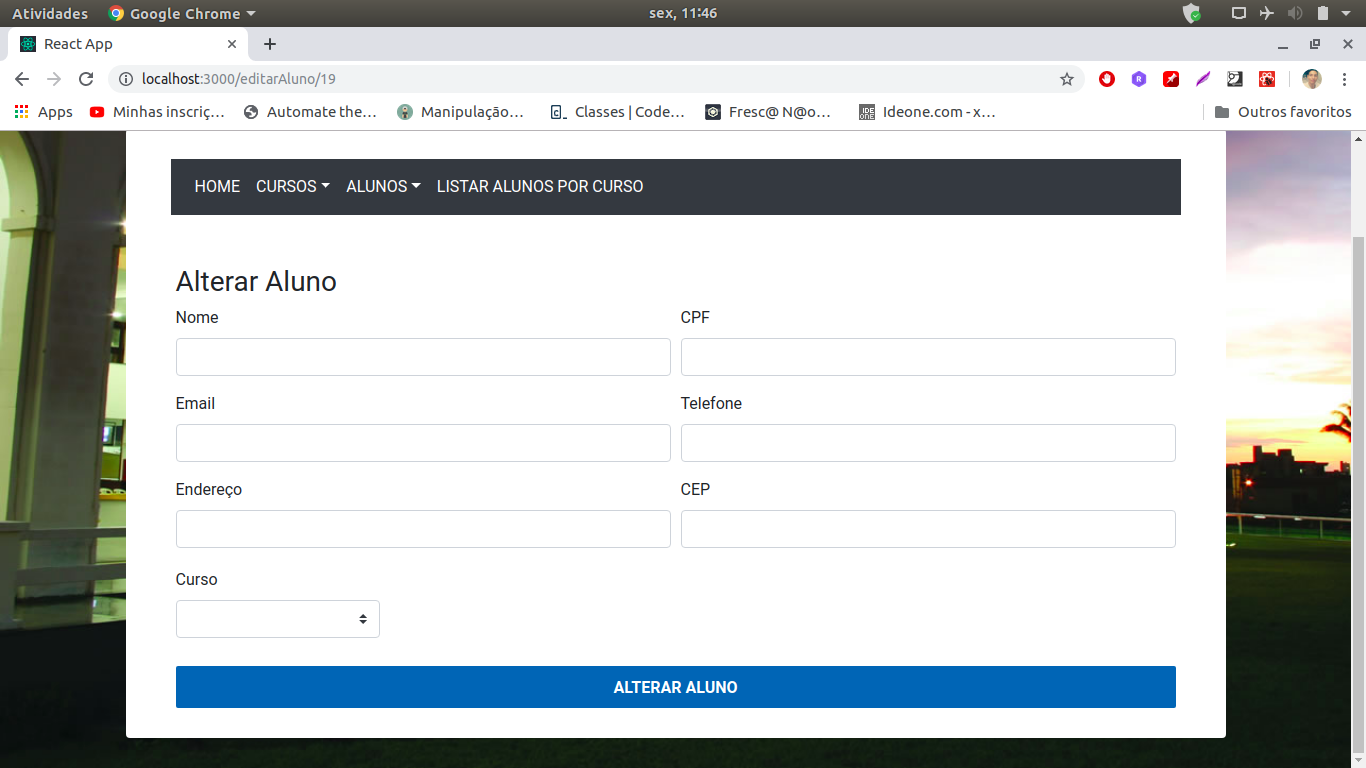 Atividades Google Chrome sex, 11:46
React App
localhost:3000/editarAluno/19
Apps Minhas inscriç... Automate the... Manipulação... Classes | Code... Fresc@ N@o... IDE ONE Ideone.com - x... Outros favoritos
HOME CURSOS ALUNOS LISTAR ALUNOS POR CURSO
Alterar Aluno
Nome CPF
Email Telefone
Endereço CEP
Curso
ALTERAR ALUNO